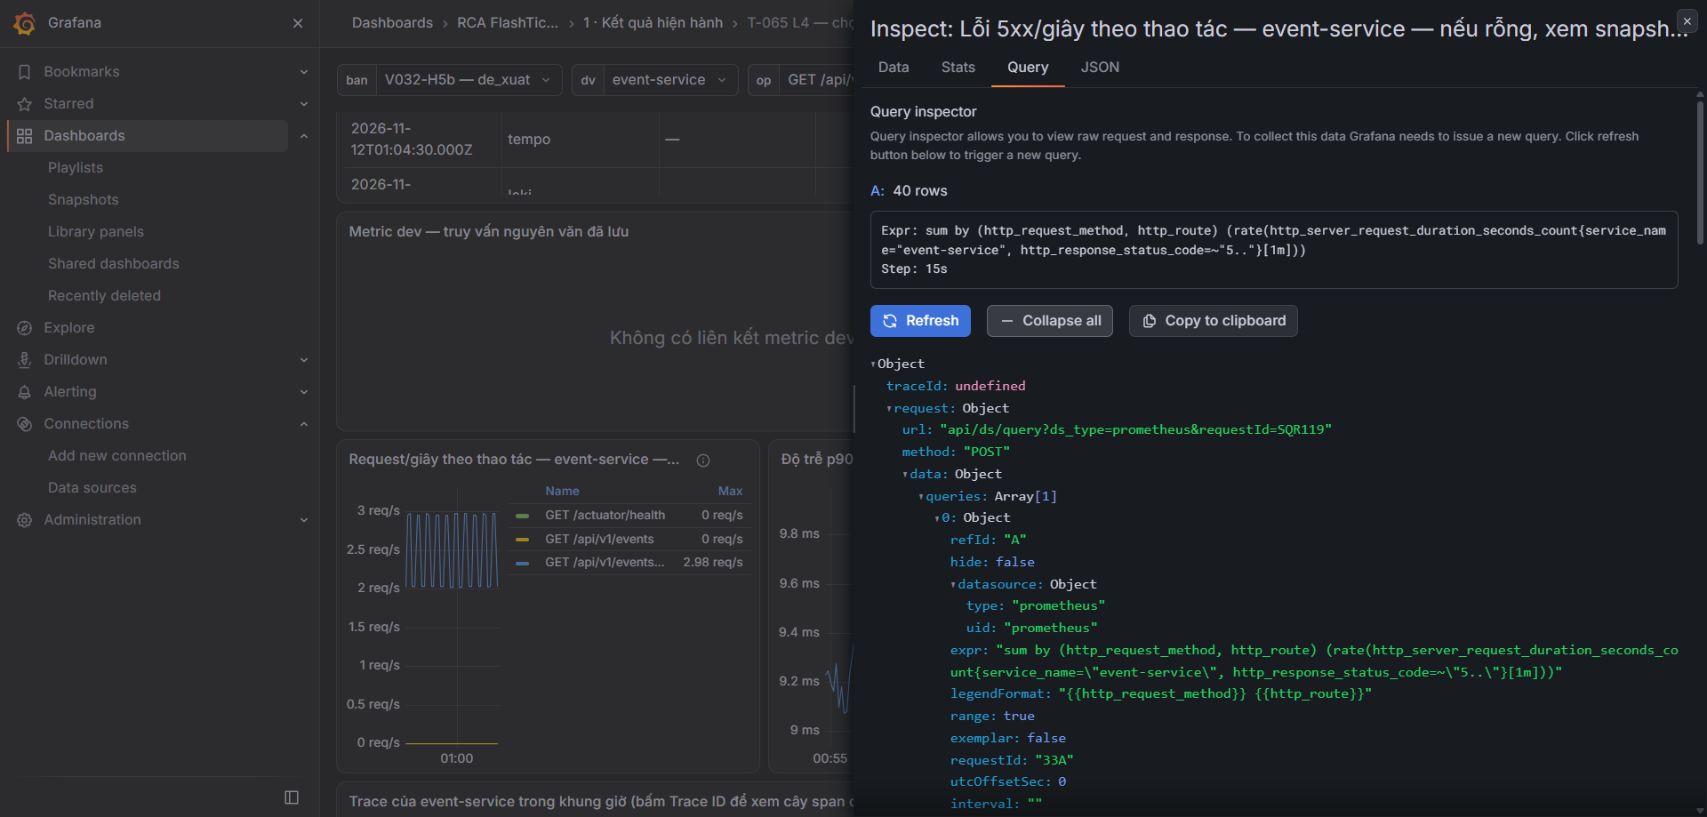 Grafana
Bookmarks
Starred
Dashboards
Playlists
Snapshots
Library panels
Shared dashboards
Recently deleted
Explore
Drilldown
Alerting
Connections
Add new connection
Data sources
Administration
Dashboards › RCA FlashTic... › 1 · Kết quả hiện hành › T-065 L4 — chọ
ban V032-H5b — de_xuat dv event-service op GET /api/v
2026-11-
12T01:04:30.000Z tempo —
2026-11-
loki
Metric dev — truy vấn nguyên văn đã lưu
Không có liên kết metric dev
Request/giây theo thao tác — event-service —...
Name Max
GET /actuator/health 0 req/s
GET /api/v1/events 0 req/s
GET /api/v1/events... 2.98 req/s
3 req/s
2.5 req/s
2 req/s
1.5 req/s
1 req/s
0.5 req/s
0 req/s
01:00
Độ trễ p90
9.8 ms
9.6 ms
9.4 ms
9.2 ms
9 ms
00:55
Trace của event-service trong khung giờ (bấm Trace ID để xem cây span c
Inspect: Lỗi 5xx/giây theo thao tác — event-service — nếu rỗng, xem snapsh...
Data Stats Query JSON
Query inspector
Query inspector allows you to view raw request and response. To collect this data Grafana needs to issue a new query. Click refresh
button below to trigger a new query.
A: 40 rows
Expr: sum by (http_request_method, http_route) (rate(http_server_request_duration_seconds_count{service_nam
e="event-service", http_response_status_code=~"5.."}[1m]))
Step: 15s
Refresh Collapse all Copy to clipboard
Object
traceId: undefined
request: Object
url: "api/ds/query?ds_type=prometheus&requestId=SQR119"
method: "POST"
data: Object
queries: Array[1]
0: Object
refId: "A"
hide: false
datasource: Object
type: "prometheus"
uid: "prometheus"
expr: "sum by (http_request_method, http_route) (rate(http_server_request_duration_seconds_co
unt{service_name=\"event-service\", http_response_status_code=~\"5..\"}[1m]))"
legendFormat: "{{http_request_method}} {{http_route}}"
range: true
exemplar: false
requestId: "33A"
utcOffsetSec: 0
interval: ""